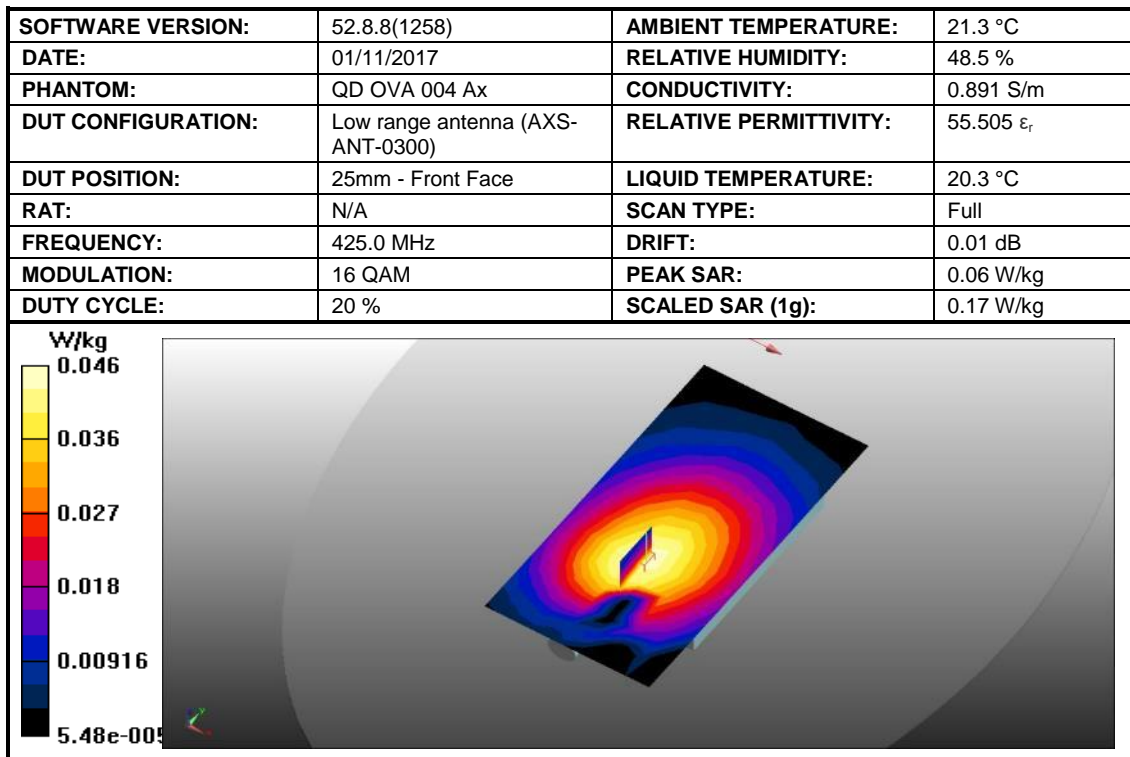 SOFTWARE VERSION: 52.8.8(1258) AMBIENT TEMPERATURE: 21.3 °C
DATE: 01/11/2017 RELATIVE HUMIDITY: 48.5 %
PHANTOM: QD OVA 004 Ax CONDUCTIVITY: 0.891 S/m
DUT CONFIGURATION: Low range antenna (AXS- RELATIVE PERMITTIVITY: 55.505 εr
ANT-0300)
DUT POSITION: 25mm - Front Face LIQUID TEMPERATURE: 20.3 °C
RAT: N/A SCAN TYPE: Full
FREQUENCY: 425.0 MHz DRIFT: 0.01 dB
MODULATION: 16 QAM PEAK SAR: 0.06 W/kg
DUTY CYCLE: 20 % SCALED SAR (1g): 0.17 W/kg
W/kg
0.046
0.036
0.027
0.018
0.00916
5.48e-005